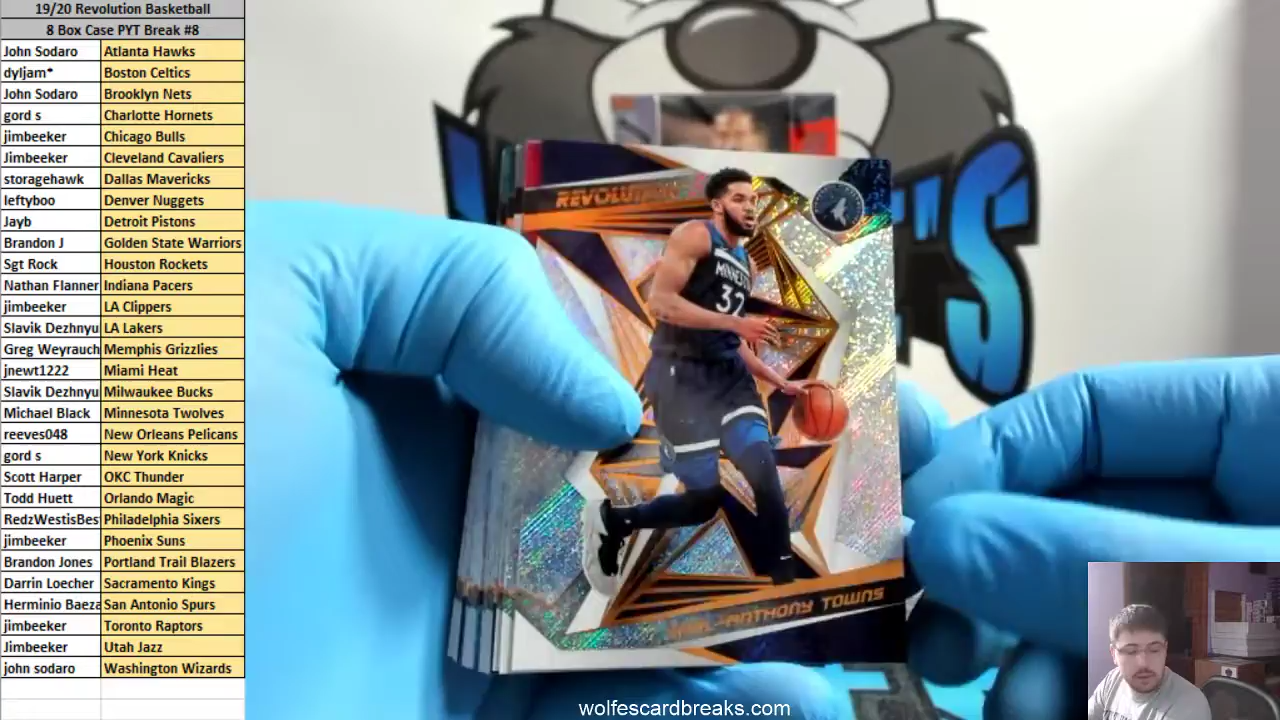 19/20 Revolution Basketball
8 Box Case PYT Break #8
John Sodaro Atlanta Hawks
dyljam* Boston Celtics
John Sodaro Brooklyn Nets
gord s Charlotte Hornets
jimbeeker Chicago Bulls
Jimbeeker Cleveland Cavaliers
storagehawk Dallas Mavericks
leftyboo Denver Nuggets
Jayb Detroit Pistons
Brandon J Golden State Warriors
Sgt Rock Houston Rockets
Nathan Flanner Indiana Pacers
jimbeeker LA Clippers
Slavik Dezhnyu LA Lakers
Greg Weyrauch Memphis Grizzlies
jnewt1222 Miami Heat
Slavik Dezhnyu Milwaukee Bucks
Michael Black Minnesota Twolves
reeves048 New Orleans Pelicans
gord s New York Knicks
Scott Harper OKC Thunder
Todd Huett Orlando Magic
RedzWestisBes Philadelphia Sixers
jimbeeker Phoenix Suns
Brandon Jones Portland Trail Blazers
Darrin Loecher Sacramento Kings
Herminio Baeza San Antonio Spurs
jimbeeker Toronto Raptors
Jimbeeker Utah Jazz
john sodaro Washington Wizards
REVOLUTION
32
-ANTHONY TOWNS
wolfescardbreaks.com